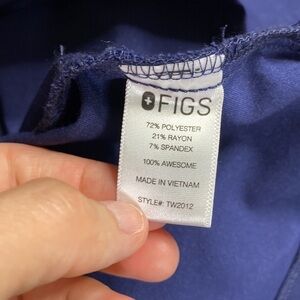 FIGS
72% POLYESTER
21% RAYON
7% SPANDEX
100% AWESOME
MADE IN VIETNAM
STYLE#: TW2012